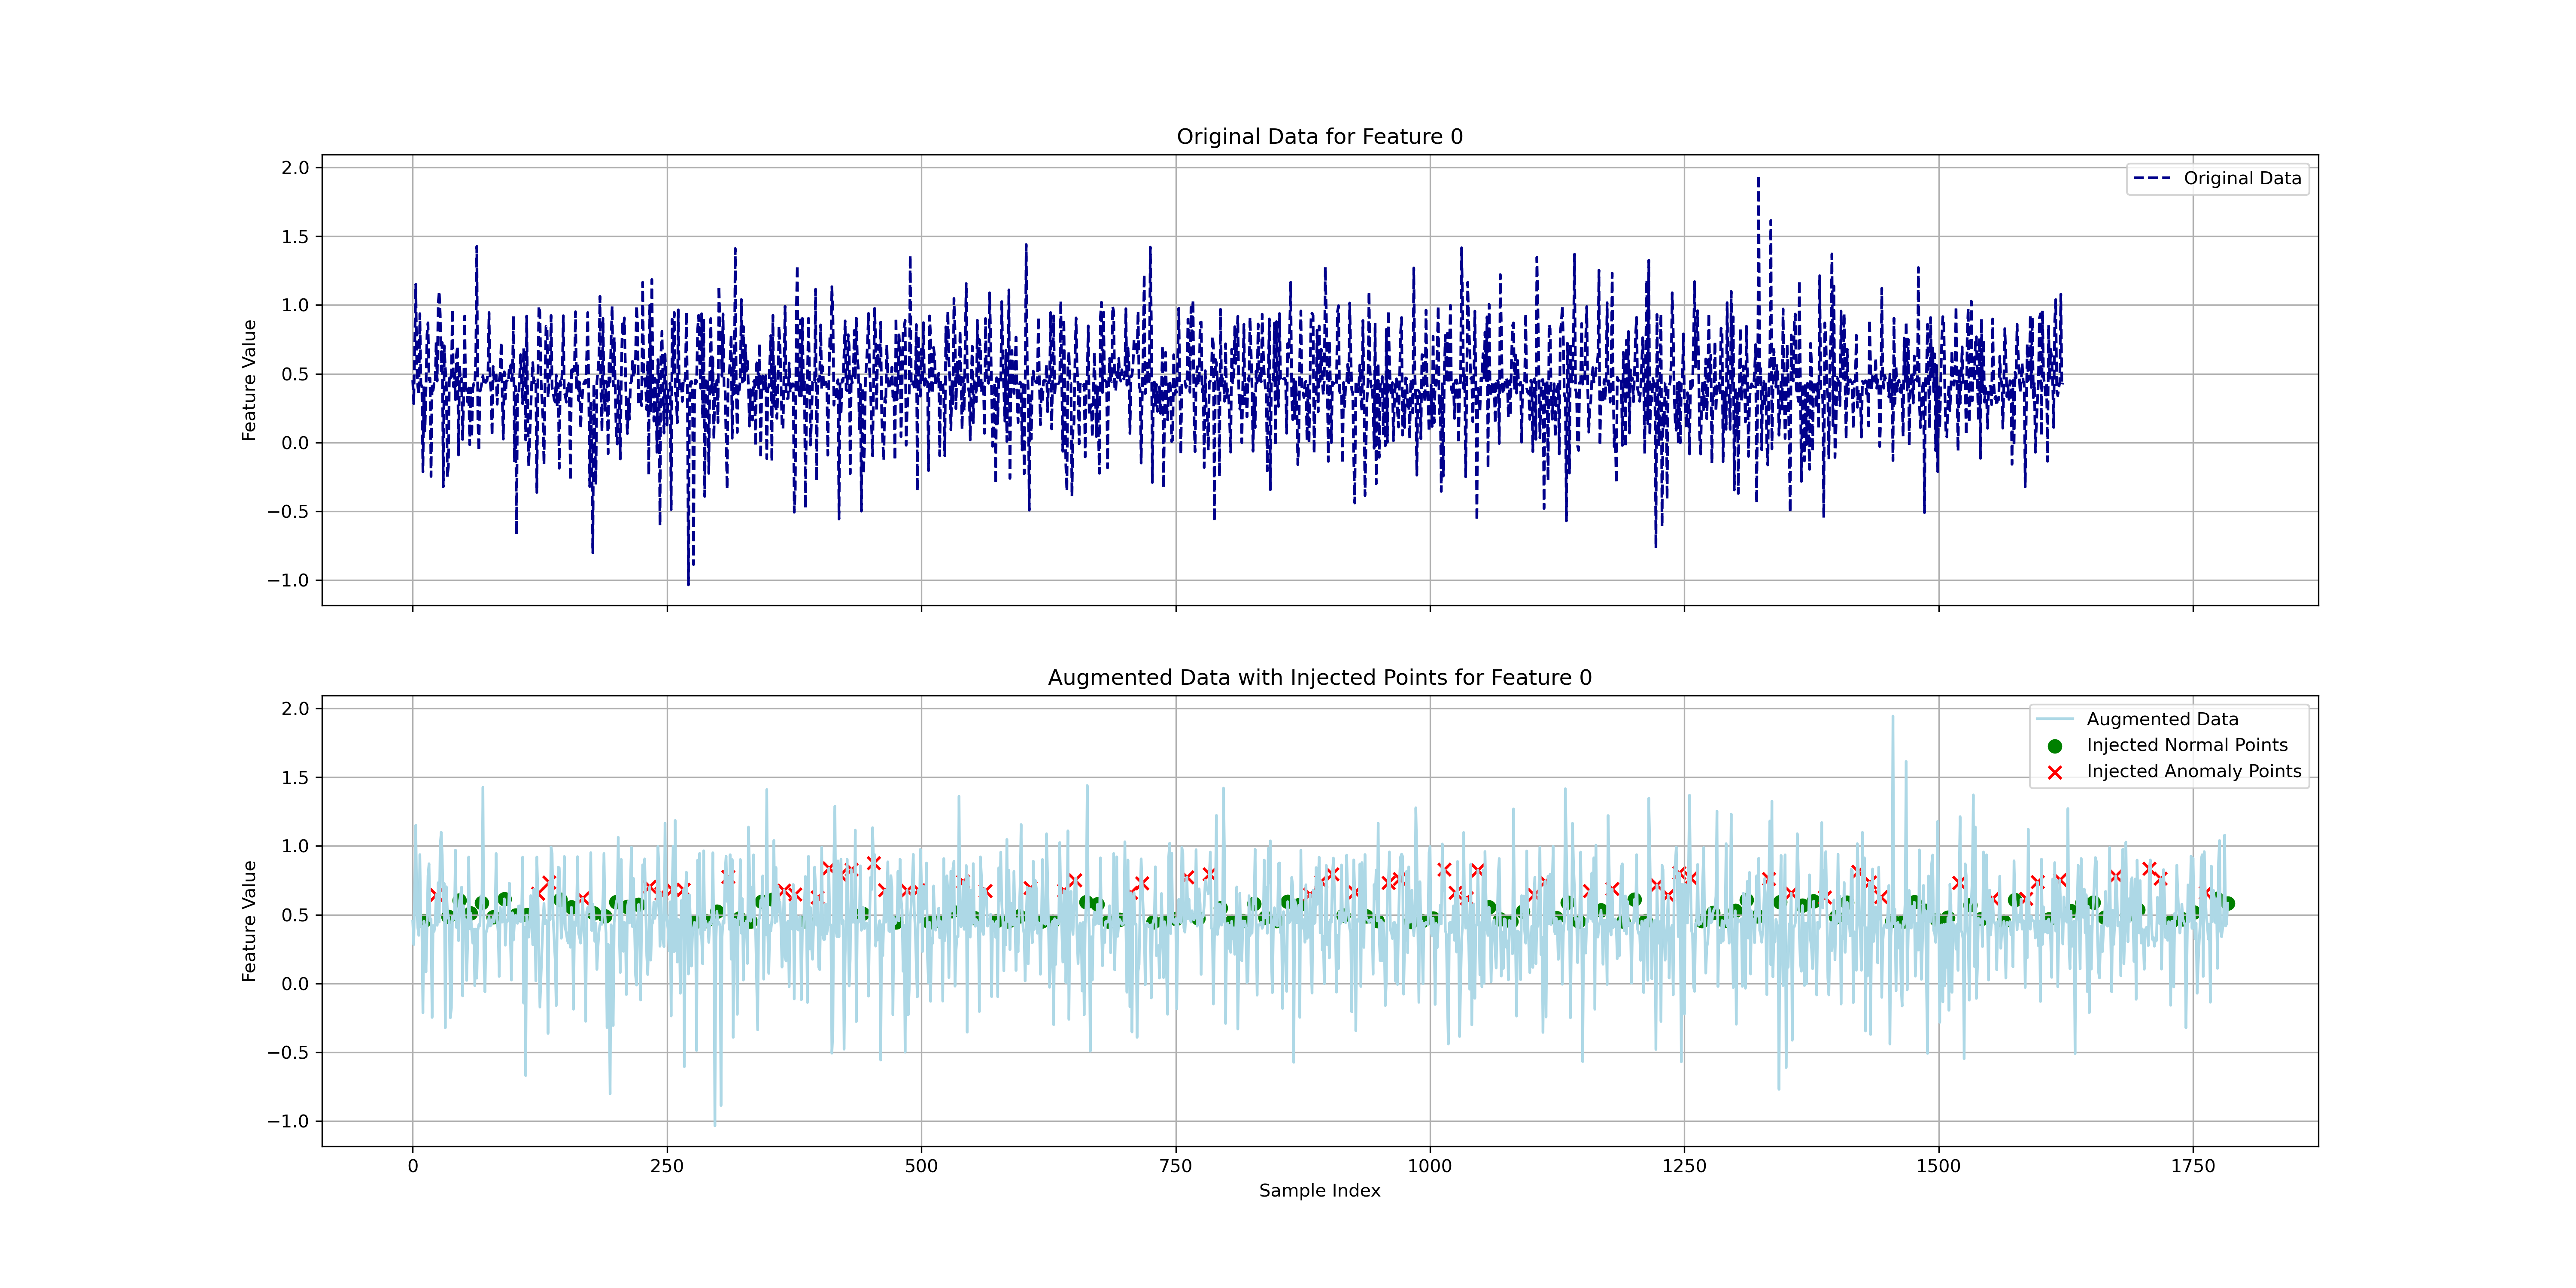 Original Data for Feature 0
2.0
1.5
1.0
0.5
0.0
−0.5
−1.0
Feature Value
Original Data
Augmented Data with Injected Points for Feature 0
2.0
1.5
1.0
0.5
0.0
−0.5
−1.0
Feature Value
Augmented Data
Injected Normal Points
Injected Anomaly Points
0 250 500 750 1000 1250 1500 1750
Sample Index